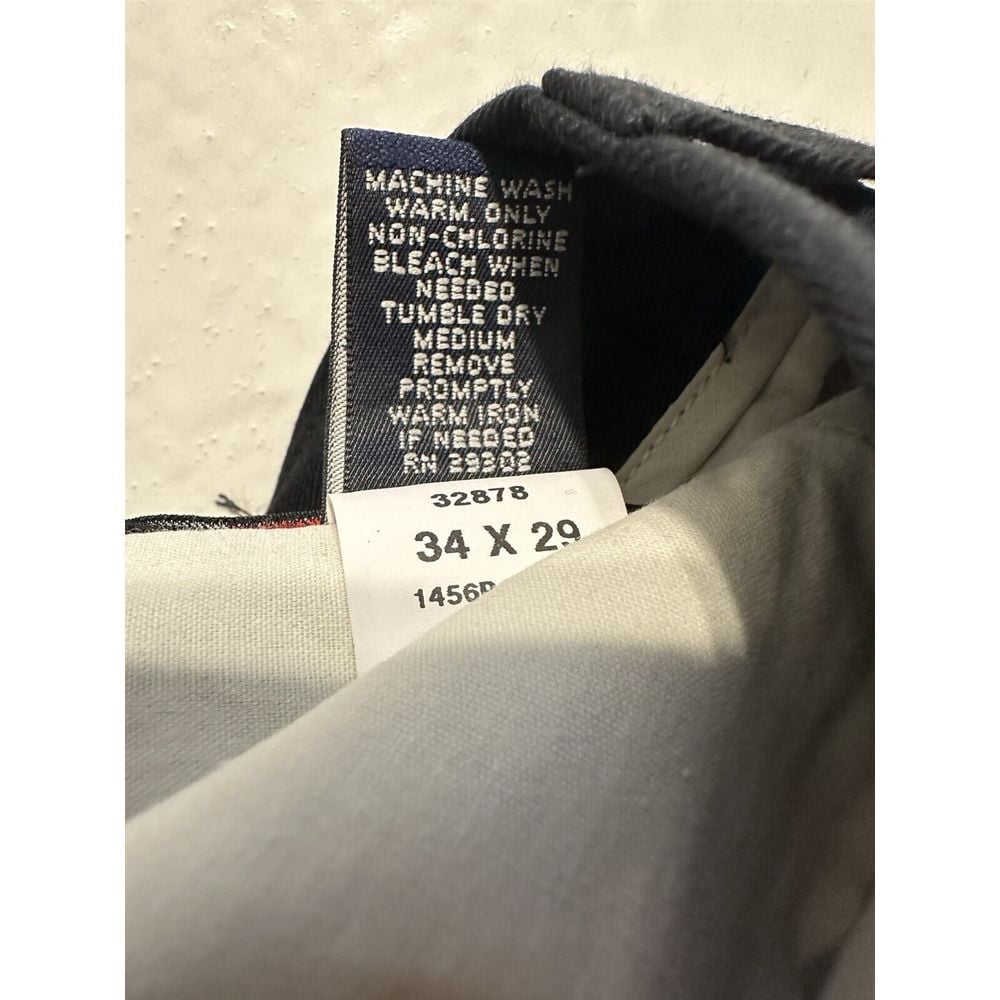 MACHINE WASH
WARM. ONLY
NON-CHLORINE
BLEACH WHEN
NEEDED
TUMBLE DRY
MEDIUM
REMOVE
PROMPTLY
WARM IRON
IF NEEDED
RN 29302
32878
34 X 29
1456